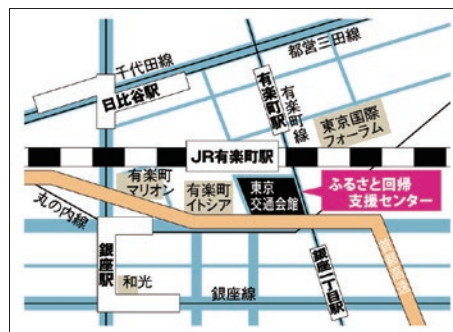 千代田線
都営三田線
日比谷駅
有楽町駅
有楽町線
東京国際
フォーラム
JR有楽町駅
有楽町
マリオン
有楽町
イトシア
東京
交通会館
ふるさと回帰
支援センター
丸の内線
銀座駅
和光
銀座線
銀座一丁目駅